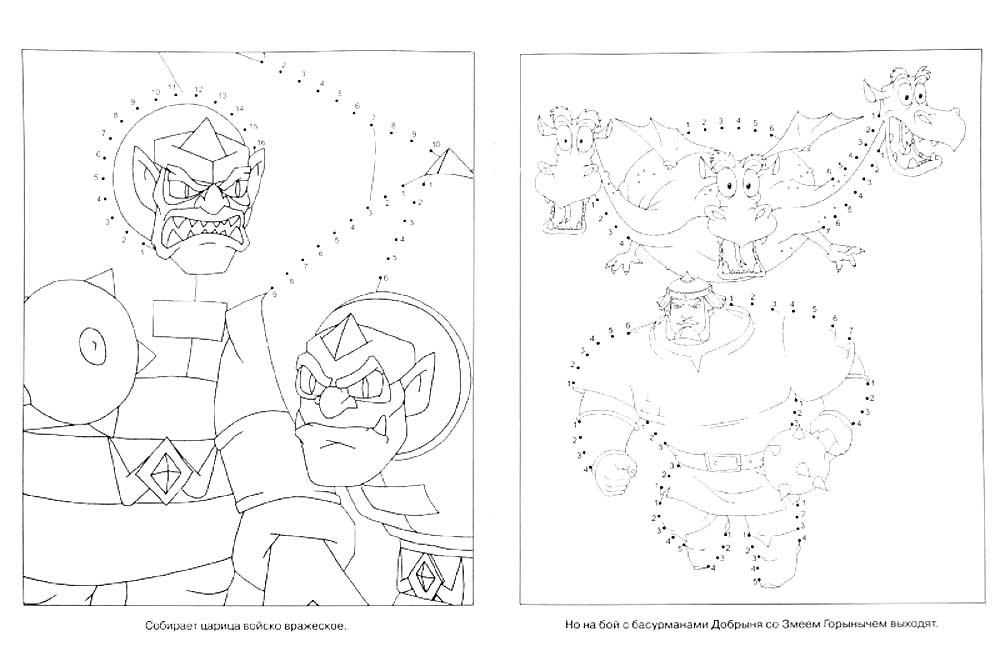 Собирает царица войско вражеское.
Но на бой с басурманами Добрыня со Змеем Горынычем выходят.